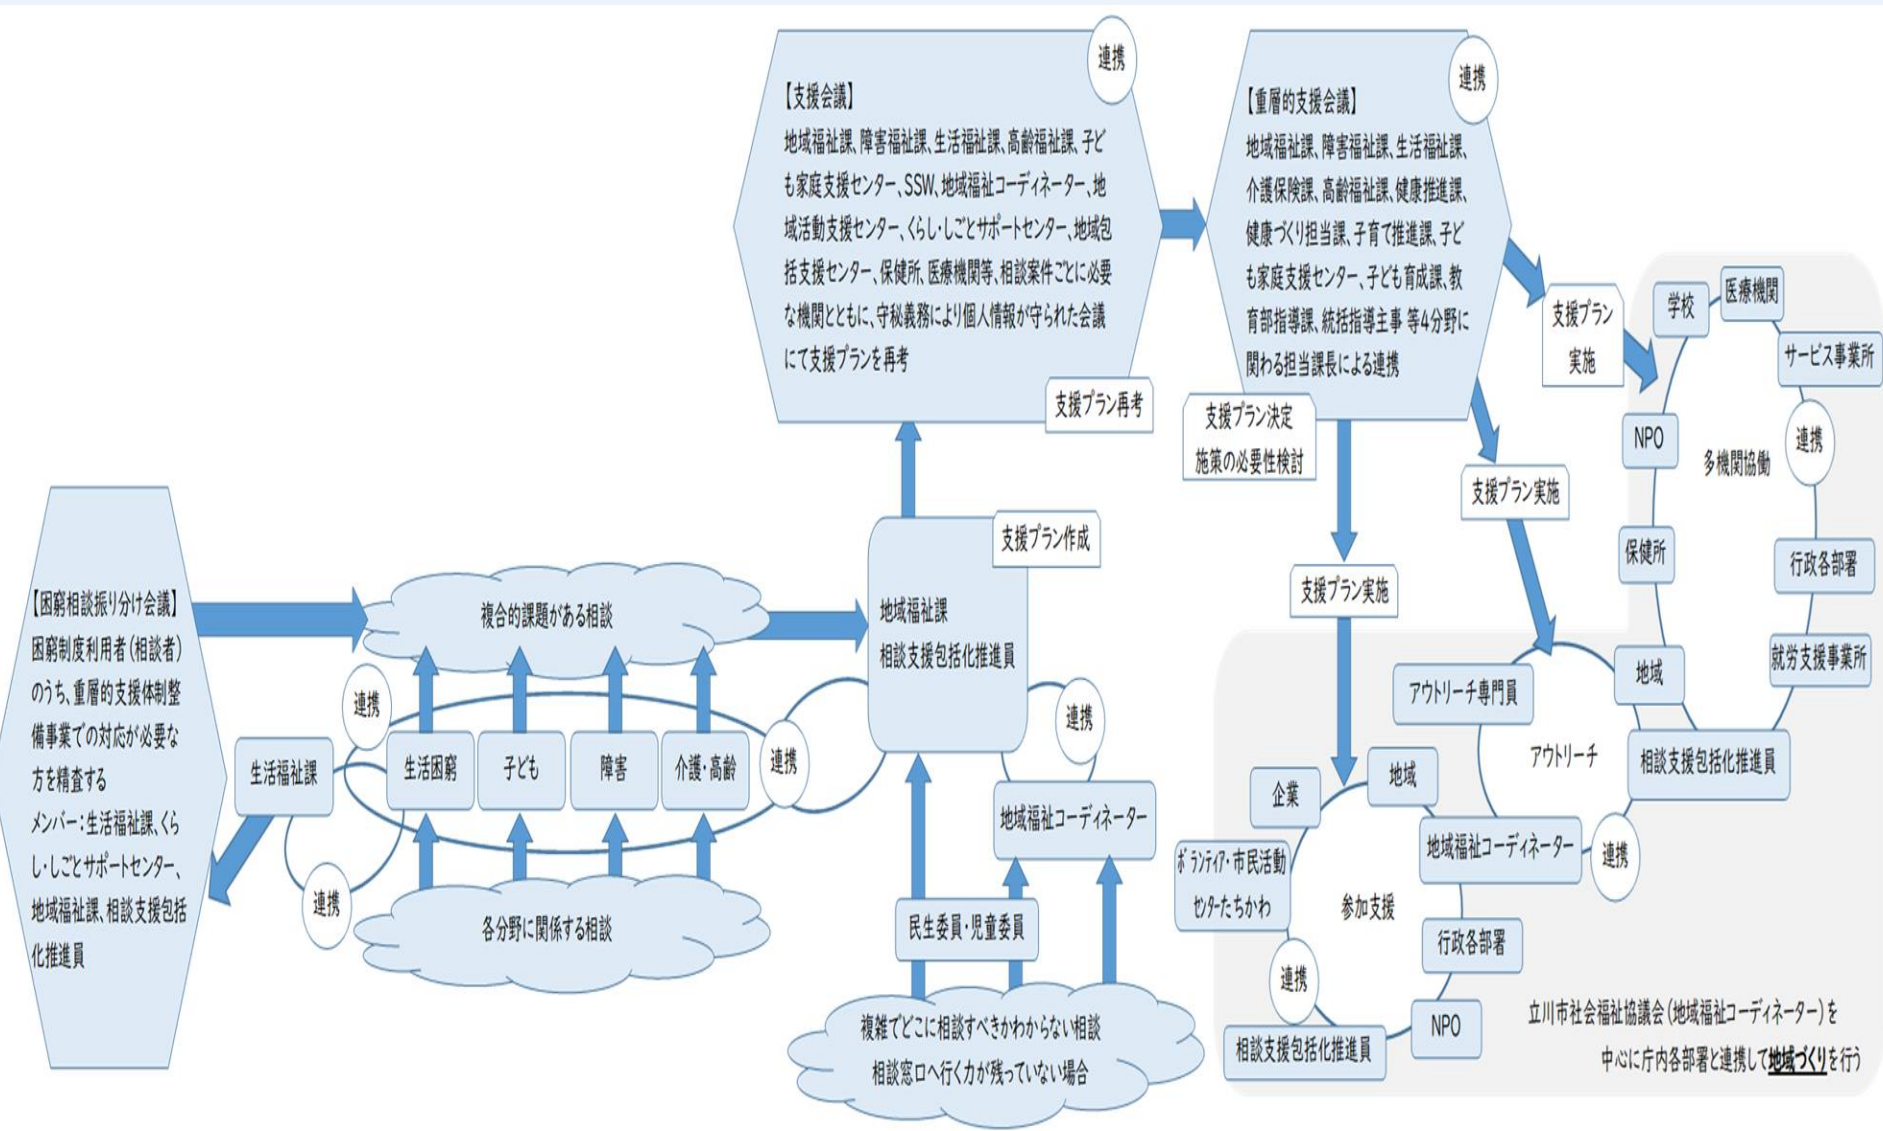 連携
【支援会議】
地域福祉課、障害福祉課、生活福祉課、高齢福祉課、子ど
も家庭支援センター、SSW、地域福祉コーディネーター、地
域活動支援センター、くらし・しごとサポートセンター、地域包
括支援センター、保健所、医療機関等、相談案件ごとに必要
な機関とともに、守秘義務により個人情報が守られた会議
にて支援プランを再考
支援プラン再考
連携
【重層的支援会議】
地域福祉課、障害福祉課、生活福祉課、
介護保険課、高齢福祉課、健康推進課、
健康づくり担当課、子育て推進課、子ど
も家庭支援センター、子ども育成課、教
育部指導課、統括指導主事 等4分野に
関わる担当課長による連携
支援プラン決定
施策の必要性検討
支援プラン
実施
支援プラン実施
支援プラン実施
学校
医療機関
サービス事業所
NPO
連携
多機関協働
保健所
行政各部署
地域
就労支援事業所
相談支援包括化推進員
【困窮相談振り分け会議】
困窮制度利用者(相談者)
のうち、重層的支援体制整
備事業での対応が必要な
方を精査する
メンバー:生活福祉課、くら
し・しごとサポートセンター、
地域福祉課、相談支援包括
化推進員
複合的課題がある相談
連携
生活福祉課
生活困窮
子ども
障害
介護・高齢
連携
連携
各分野に関係する相談
支援プラン作成
地域福祉課
相談支援包括化推進員
連携
地域福祉コーディネーター
民生委員・児童委員
複雑でどこに相談すべきかわからない相談
相談窓口へ行く力が残っていない場合
アウトリーチ専門員
アウトリーチ
地域福祉コーディネーター
連携
企業
地域
ボランティア・市民活動
センターたちかわ
参加支援
行政各部署
連携
NPO
相談支援包括化推進員
立川市社会福祉協議会(地域福祉コーディネーター)を
中心に庁内各部署と連携して地域づくりを行う